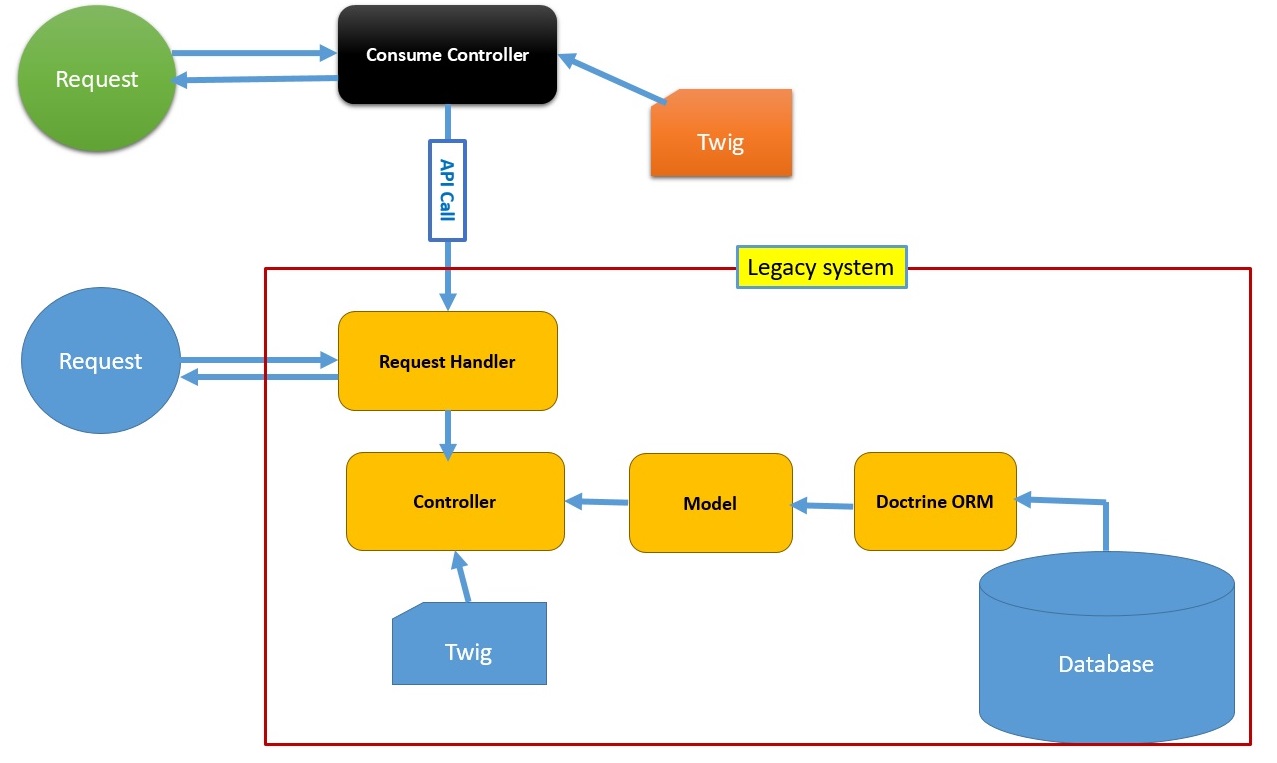 Request
Consume Controller
Twig
API Call
Legacy system
Request
Request Handler
Controller
Model
Doctrine ORM
Twig
Database